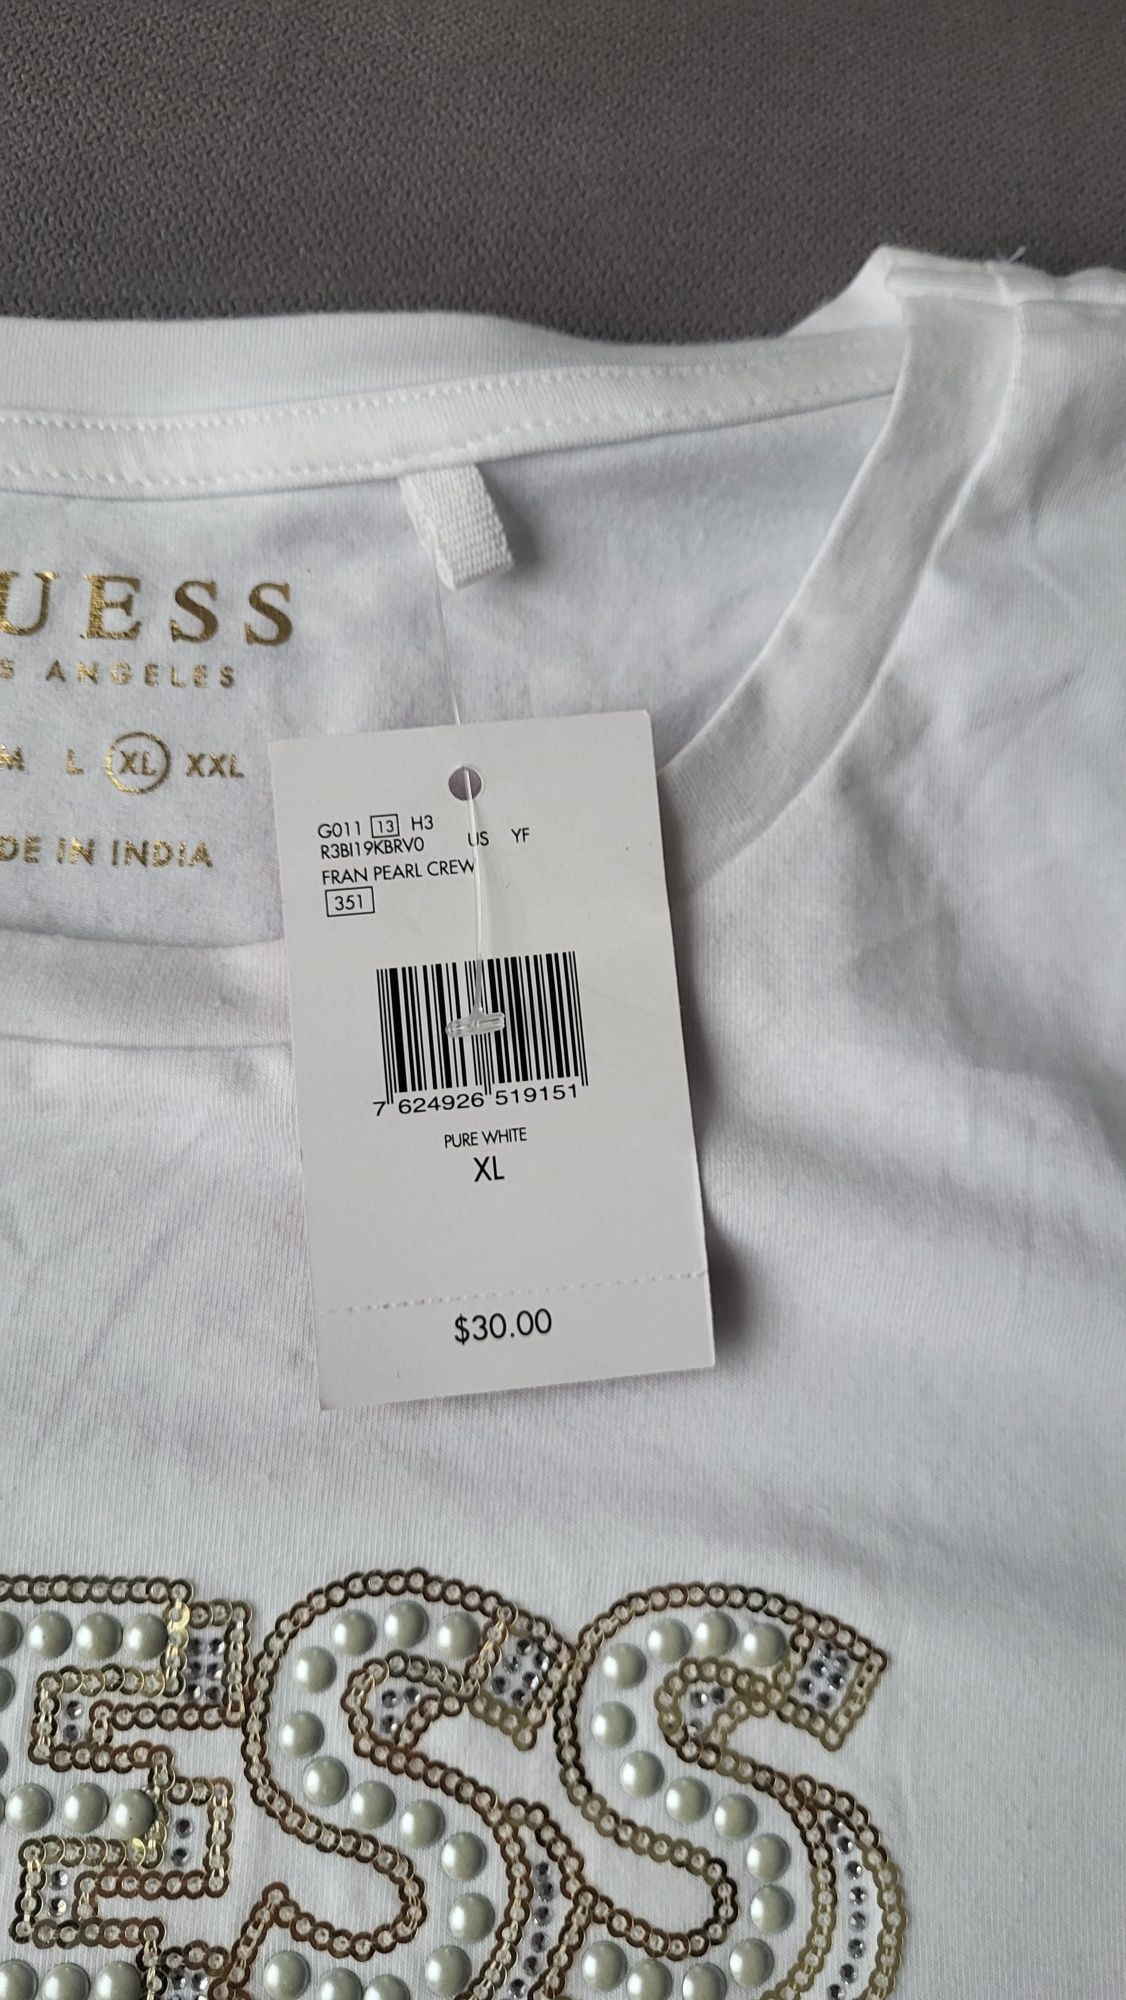 UESS
S ANGELES
M L XL XXL
DE IN INDIA
G011 13 H3
R3BI19KBRV0 US YF
FRAN PEARL CREW
351
7 624926 519151
PURE WHITE
XL
$30.00
ESS